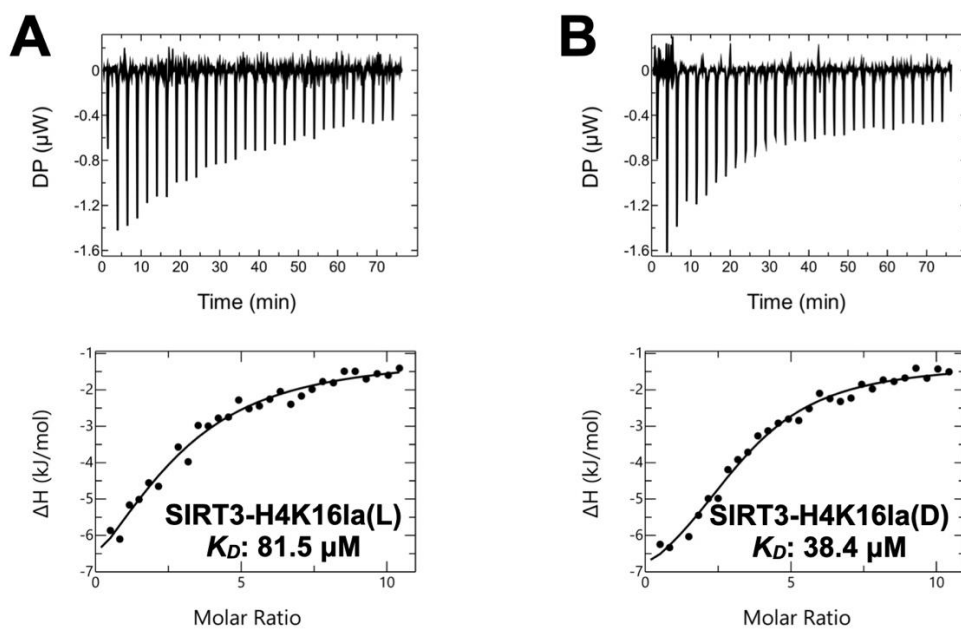 A
0
-0.4
-0.8
-1.2
-1.6
DP (µW)
0 10 20 30 40 50 60 70
Time (min)
-1
-2
-3
-4
-5
-6
-7
ΔH (kJ/mol)
SIRT3-H4K16la(L)
KD: 81.5 µM
0 5 10
Molar Ratio
B
0
-0.4
-0.8
-1.2
-1.6
DP (µW)
0 10 20 30 40 50 60 70
Time (min)
-1
-2
-3
-4
-5
-6
-7
ΔH (kJ/mol)
SIRT3-H4K16la(D)
KD: 38.4 µM
0 5 10
Molar Ratio